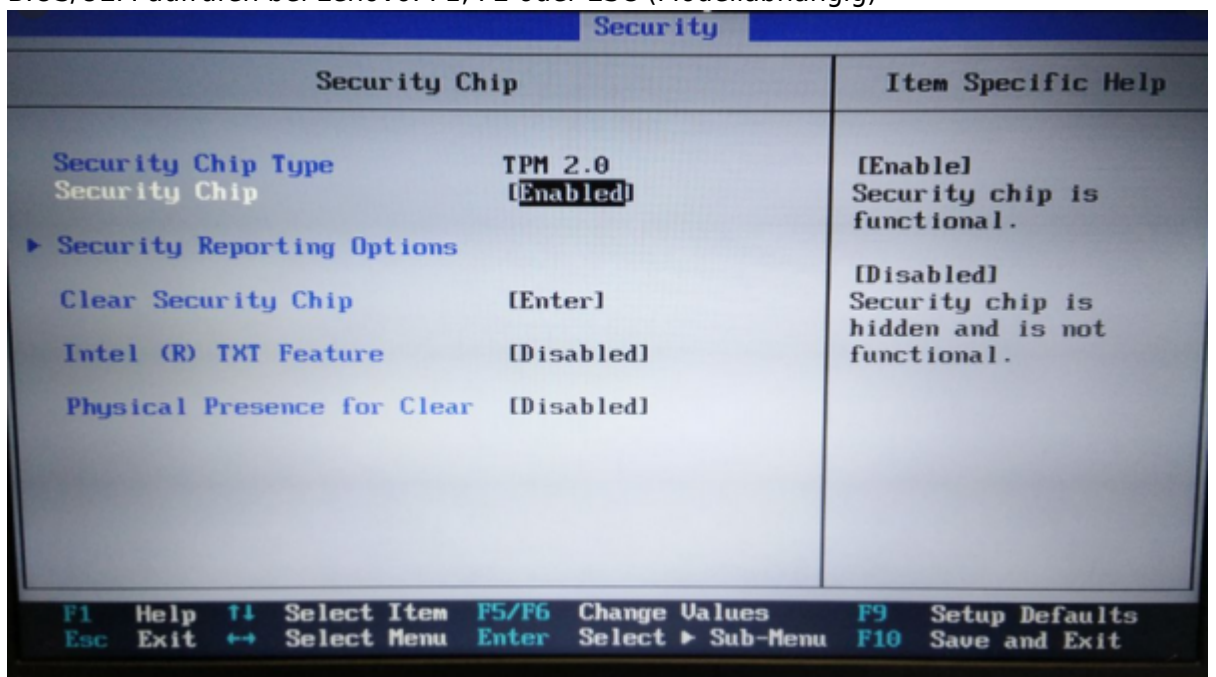 Security
Security Chip
Item Specific Help
Security Chip Type TPM 2.0
Security Chip [Enabled]
▶ Security Reporting Options
Clear Security Chip [Enter]
Intel (R) TXT Feature [Disabled]
Physical Presence for Clear [Disabled]
[Enable]
Security chip is
functional.
[Disabled]
Security chip is
hidden and is not
functional.
F1 Help ↑↓ Select Item F5/F6 Change Values F9 Setup Defaults
Esc Exit ↔ Select Menu Enter Select ▶ Sub-Menu F10 Save and Exit